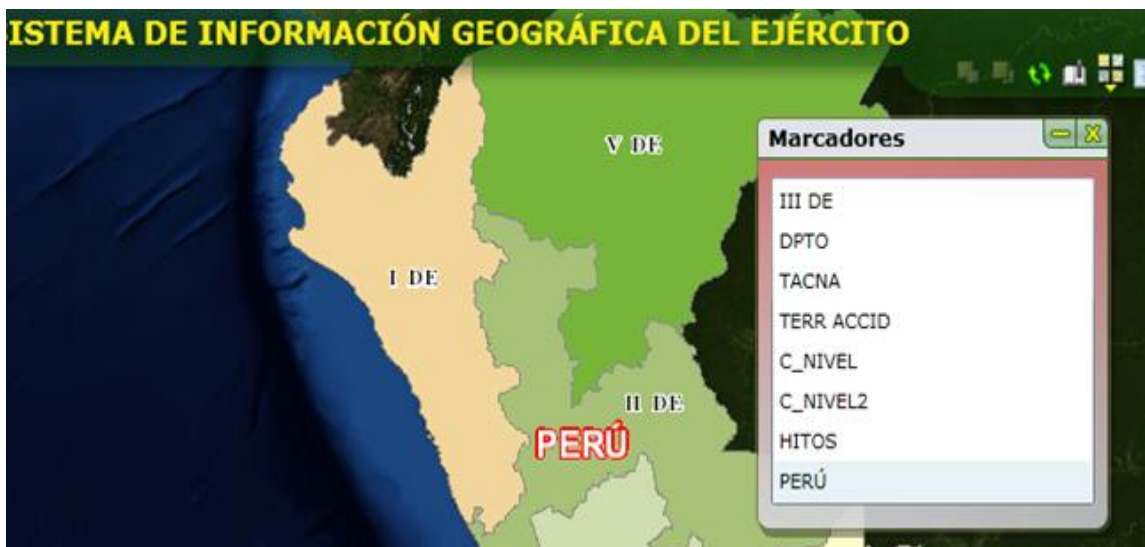 ISTEMA DE INFORMACIÓN GEOGRÁFICA DEL EJÉRCITO
V DE
I DE
II DE
PERÚ
Marcadores
III DE
DPTO
TACNA
TERR ACCID
C_NIVEL
C_NIVEL2
HITOS
PERÚ